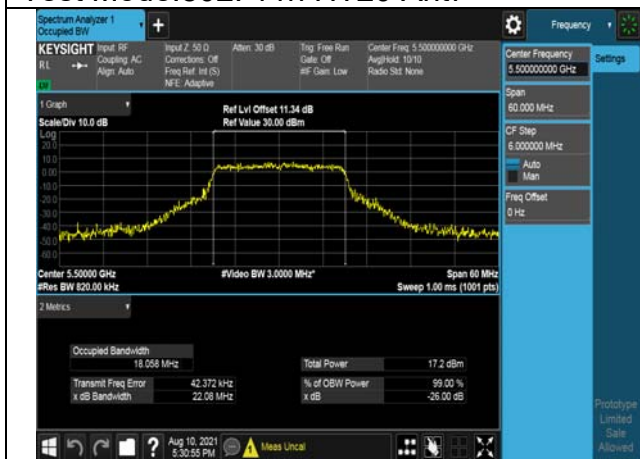 Spectrum Analyzer 1
Occupied BW
Frequency
KEYSIGHT
RL
Input: RF
Coupling: AC
Align: Auto
Input Z: 50 Ω
Corrections: Off
Freq Ref: Int (S)
NFE: Adaptive
Atten: 30 dB
Trig: Free Run
Gate: Off
#IF Gain: Low
Center Freq: 5.500000000 GHz
Avg|Hold: 10/10
Radio Std: None
Center Frequency
5.500000000 GHz
Settings
Span
60.000 MHz
CF Step
6.000000 MHz
Auto
Man
Freq Offset
0 Hz
1 Graph
Scale/Div 10.0 dB
Ref Lvl Offset 11.34 dB
Ref Value 30.00 dBm
Log
20.0
10.0
0.00
-10.0
-20.0
-30.0
-40.0
-50.0
-60.0
Center 5.50000 GHz
#Res BW 820.00 kHz
#Video BW 3.0000 MHz*
Span 60 MHz
Sweep 1.00 ms (1001 pts)
2 Metrics
Occupied Bandwidth
18.058 MHz
Total Power 17.2 dBm
Transmit Freq Error 42.372 kHz
% of OBW Power 99.00 %
x dB Bandwidth 22.08 MHz
x dB -26.00 dB
Aug 10, 2021
5:30:55 PM
Meas Uncal
Prototype
Limited
Sale
Allowed